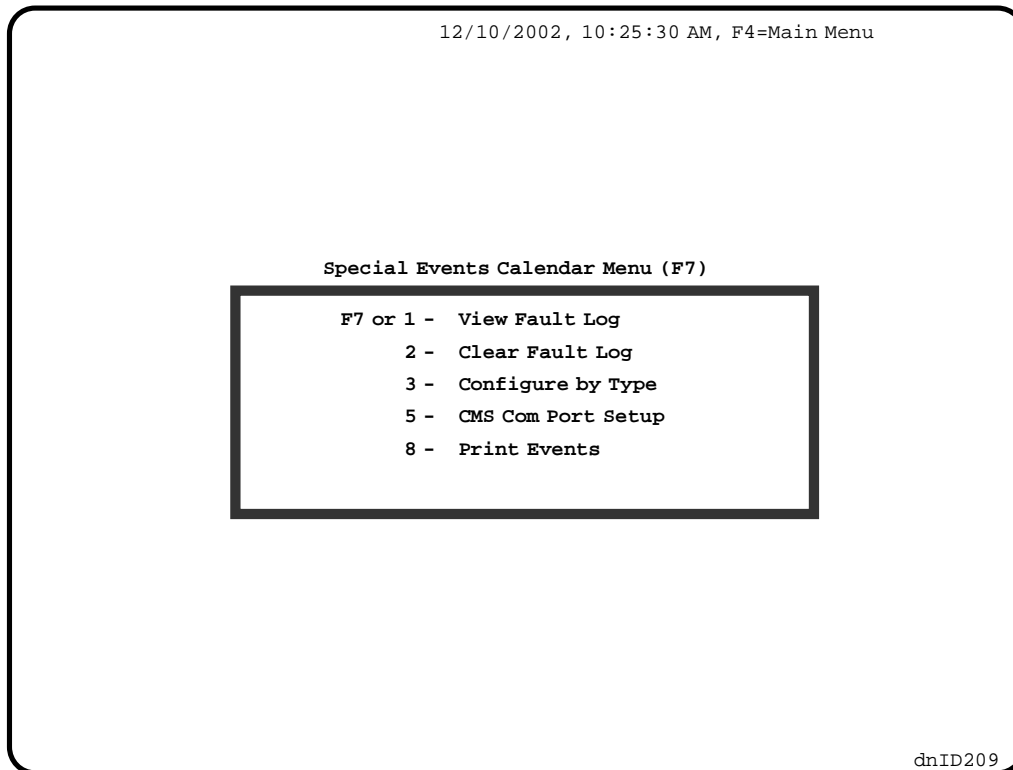 12/10/2002, 10:25:30 AM, F4=Main Menu
Special Events Calendar Menu (F7)
F7 or 1 - View Fault Log
2 - Clear Fault Log
3 - Configure by Type
5 - CMS Com Port Setup
8 - Print Events
dnID209